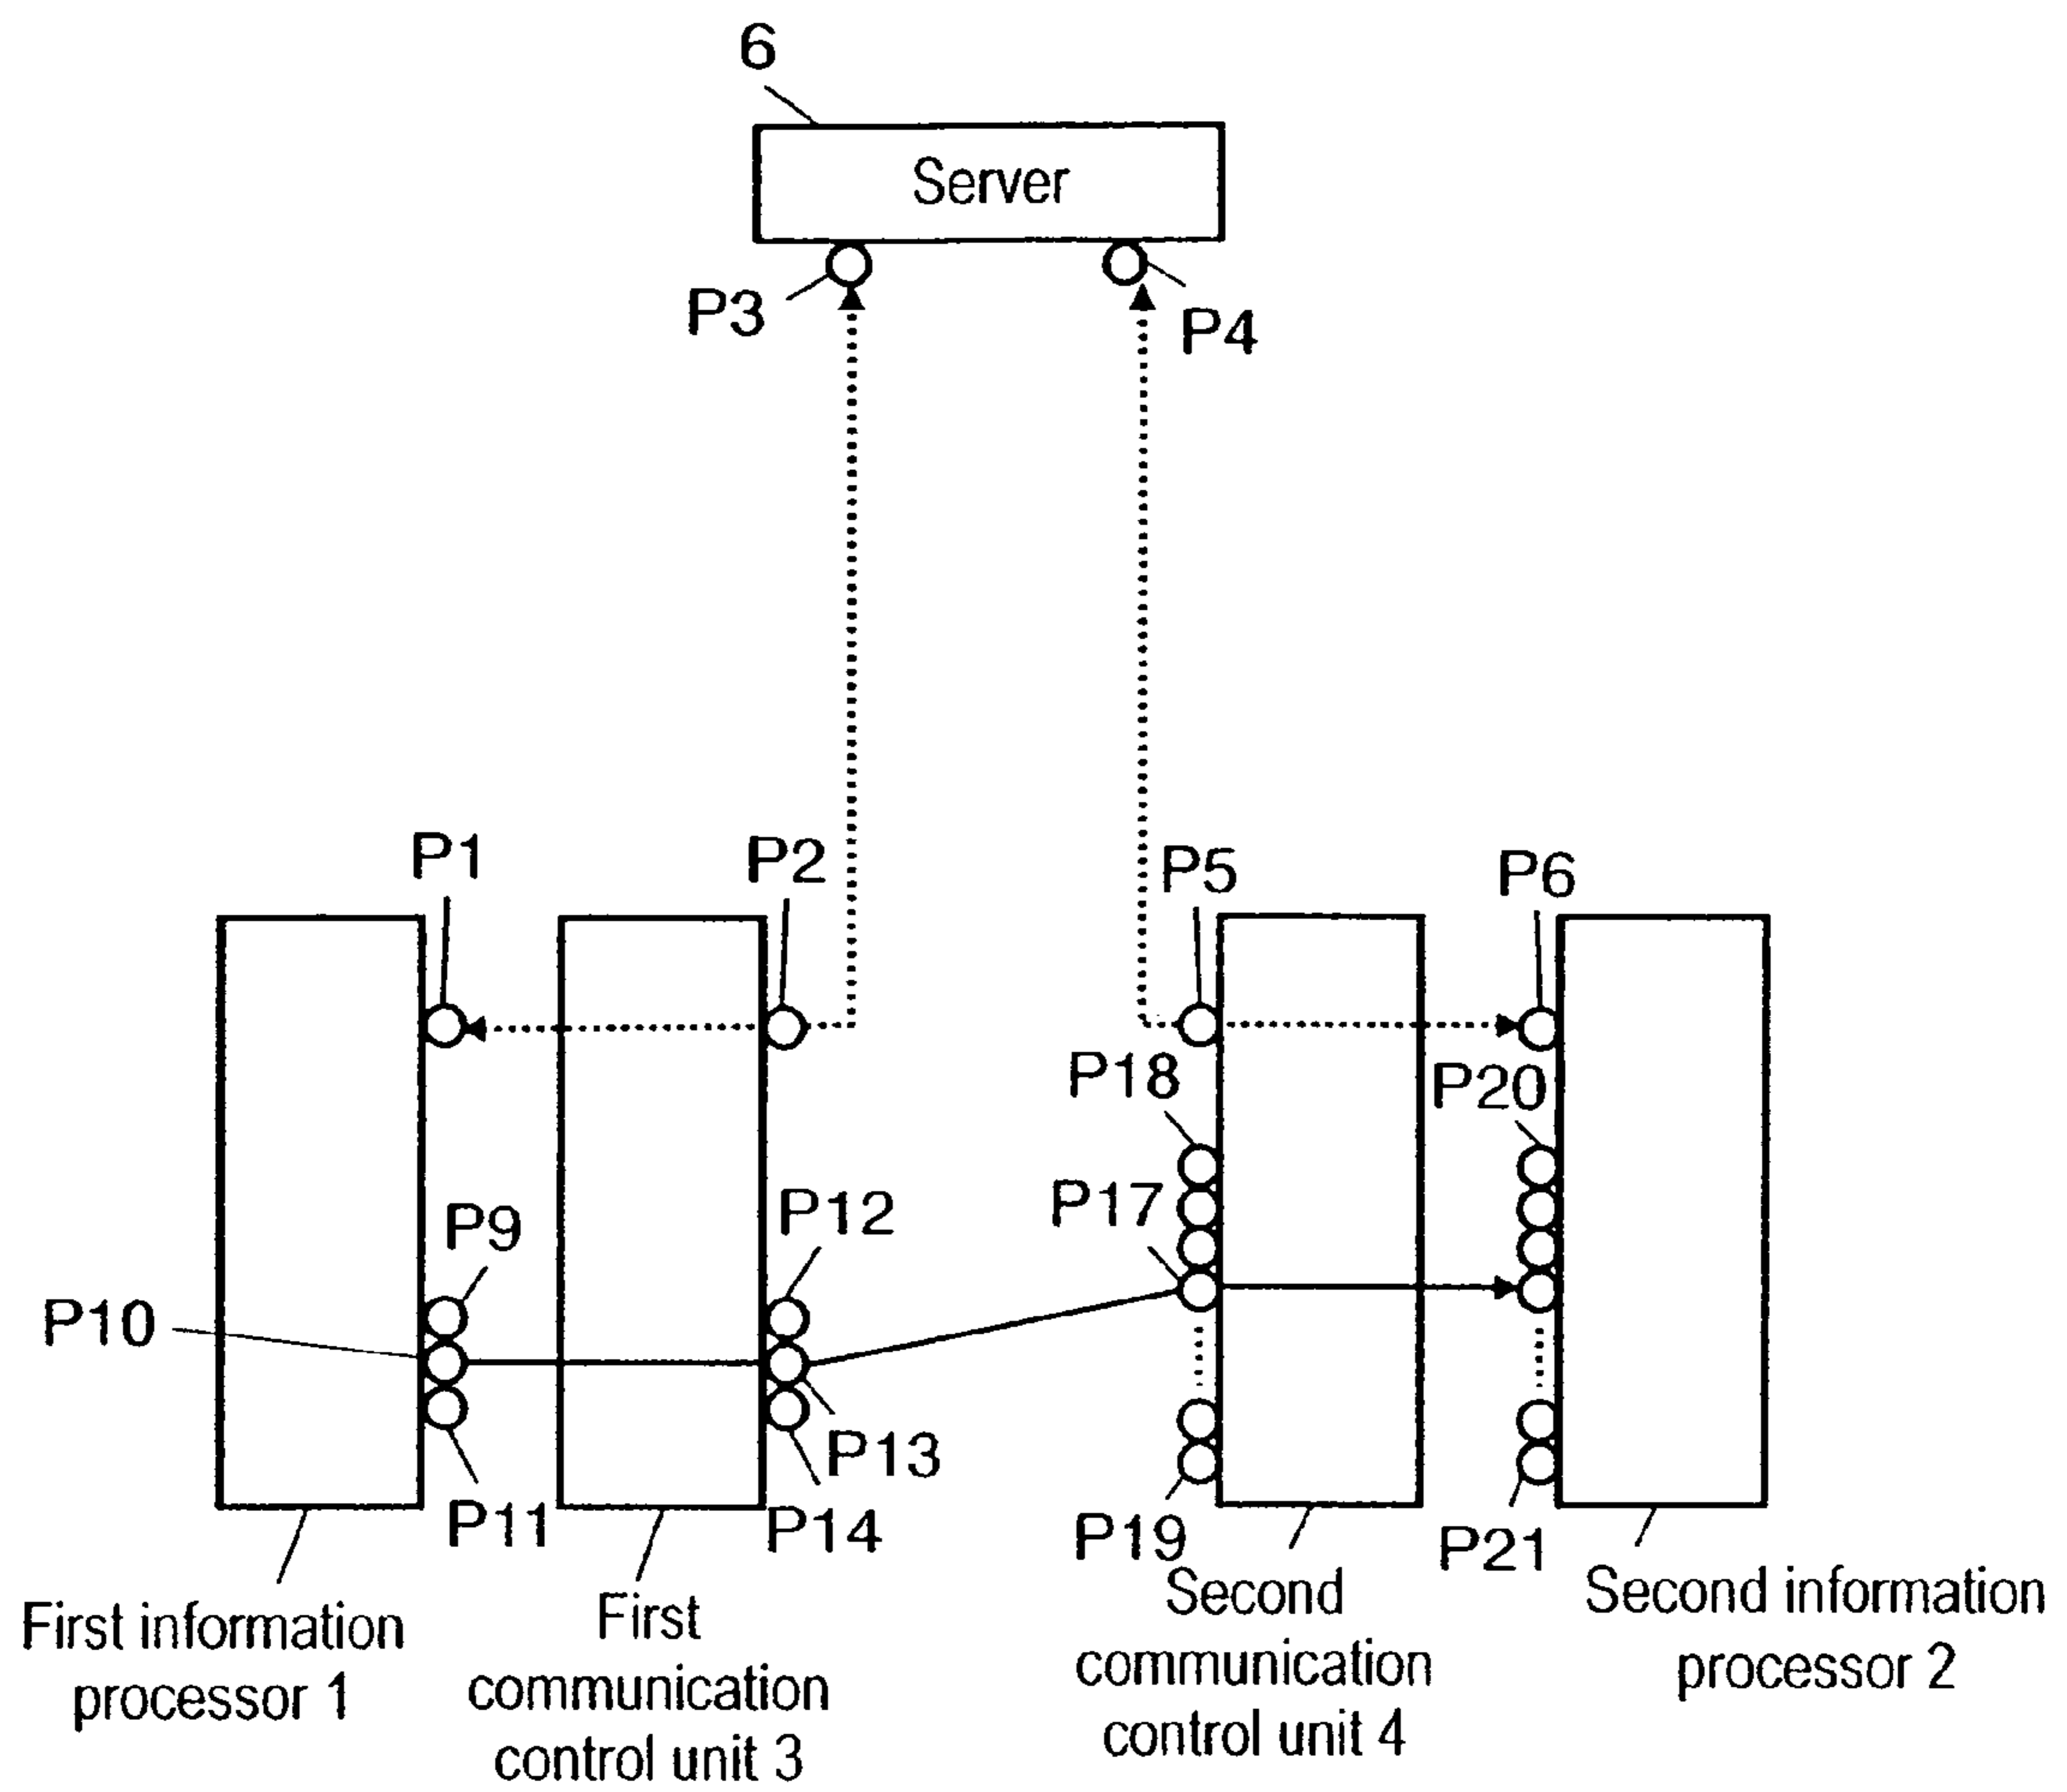 6
Server
P3
P4
P1
P2
P5
P6
P18
P20
P17
P12
P9
P10
P13
P11
P14
P19
P21
First information
processor 1
First
communication
control unit 3
Second
communication
control unit 4
Second information
processor 2